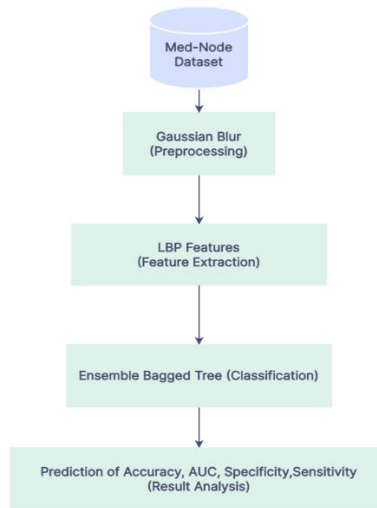 Med-Node
Dataset
Gaussian Blur
(Preprocessing)
LBP Features
(Feature Extraction)
Ensemble Bagged Tree (Classification)
Prediction of Accuracy, AUC, Specificity,Sensitivity
(Result Analysis)